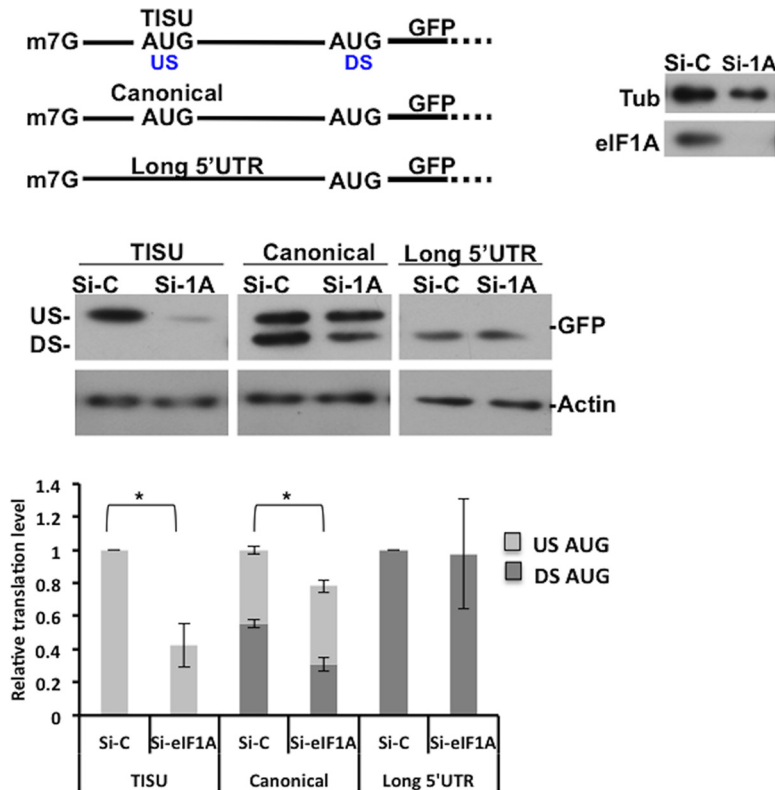 TISU
m7G AUG AUG GFP
US DS
Canonical
m7G AUG AUG GFP
Long 5'UTR
m7G AUG GFP
Si-C Si-1A
Tub
eIF1A
TISU Canonical Long 5'UTR
Si-C Si-1A Si-C Si-1A Si-C Si-1A
US-
DS-
-GFP
-Actin
Relative translation level
1.4
1.2
1
0.8
0.6
0.4
0.2
0
* *
US AUG
DS AUG
Si-C Si-eIF1A Si-C Si-eIF1A Si-C Si-eIF1A
TISU Canonical Long 5'UTR